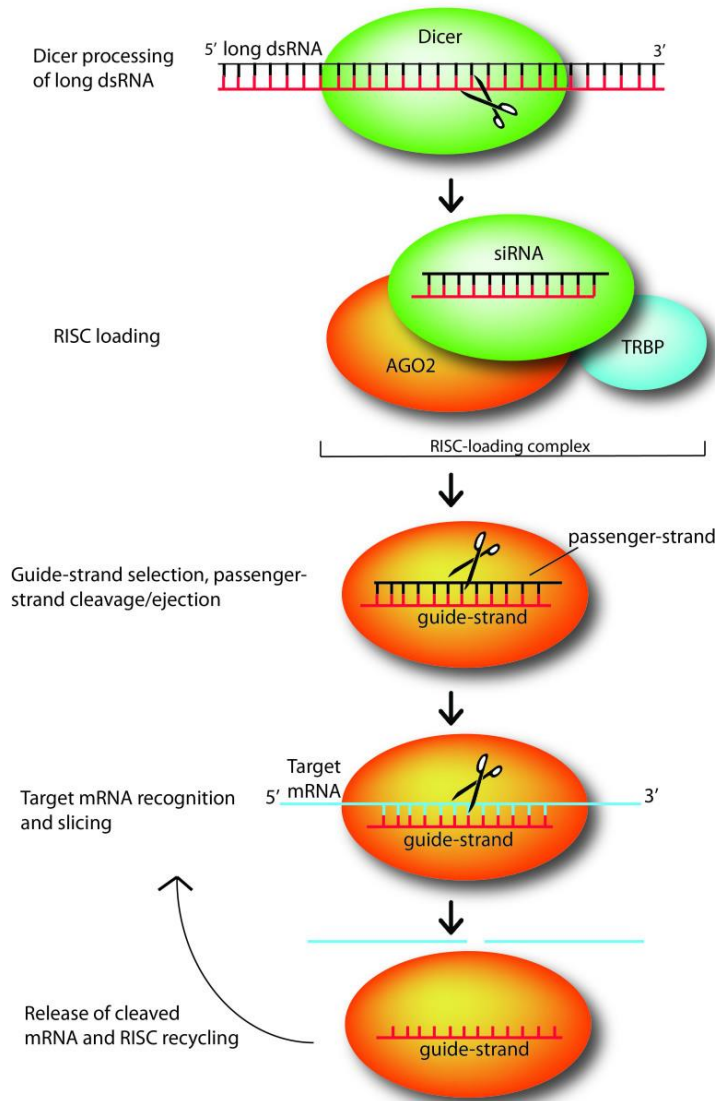 Dicer processing
of long dsRNA
5’ long dsRNA
Dicer
3’
siRNA
RISC loading
AGO2
TRBP
RISC-loading complex
passenger-strand
Guide-strand selection, passenger-
strand cleavage/ejection
guide-strand
Target
mRNA
5’
3’
Target mRNA recognition
and slicing
guide-strand
Release of cleaved
mRNA and RISC recycling
guide-strand